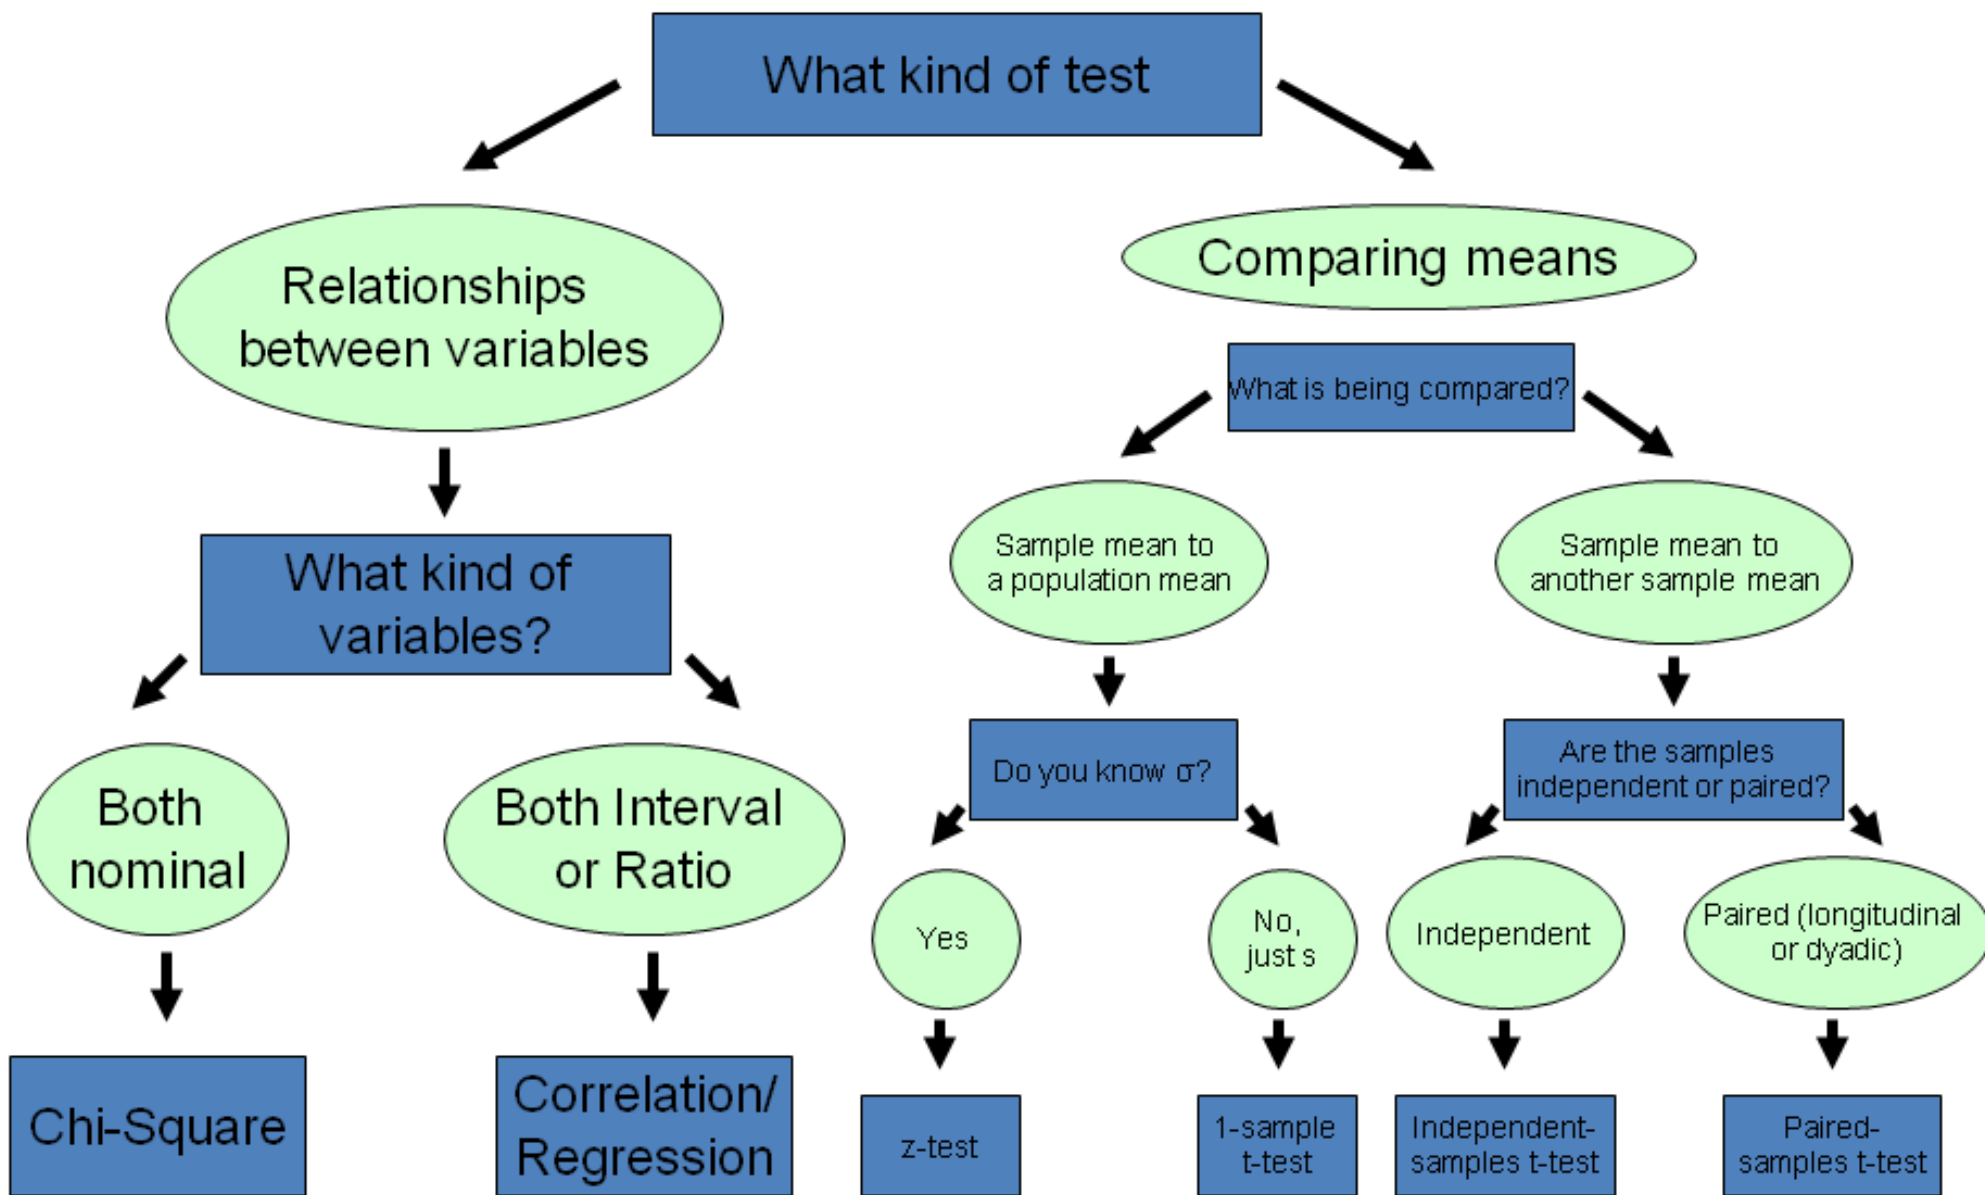 What kind of test
Relationships
between variables
Comparing means
What is being compared?
What kind of
variables?
Sample mean to
a population mean
Sample mean to
another sample mean
Do you know σ?
Are the samples
independent or paired?
Both
nominal
Both Interval
or Ratio
Yes
No,
just s
Independent
Paired (longitudinal
or dyadic)
Chi-Square
Correlation/
Regression
z-test
1-sample
t-test
Independent-
samples t-test
Paired-
samples t-test